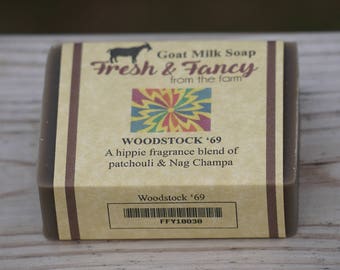 Goat Milk Soap
Fresh & Fancy
from the farm
WOODSTOCK '69
A hippie fragrance blend of
patchouli & Nag Champa
Woodstock '69
FFY10030